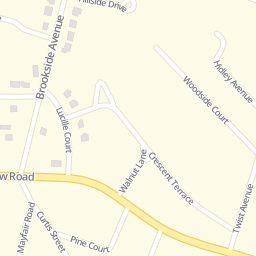 Hillside Drive
Brookside Avenue
Hidley Avenue
Woodside Court
Lucille Court
Crescent Terrace
Walnut Lane
Road
Mayfair Road
Curtis Street
Pine Court
Twist Avenue